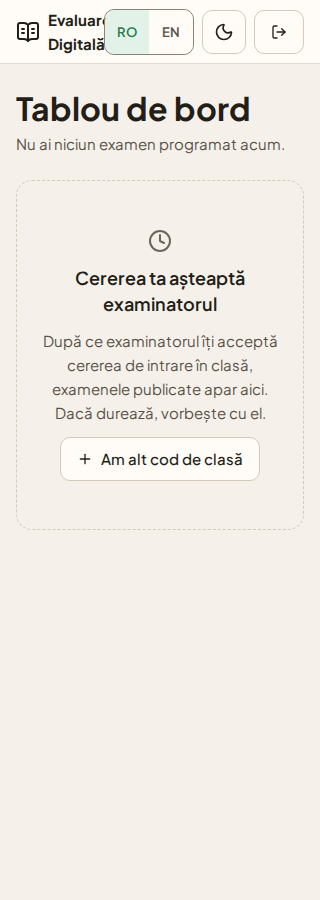 Evaluare
Digitală
RO
EN
Tablou de bord
Nu ai niciun examen programat acum.
Cererea ta așteaptă
examinatorul
După ce examinatorul îți acceptă
cererea de intrare în clasă,
examenele publicate apar aici.
Dacă durează, vorbește cu el.
Am alt cod de clasă